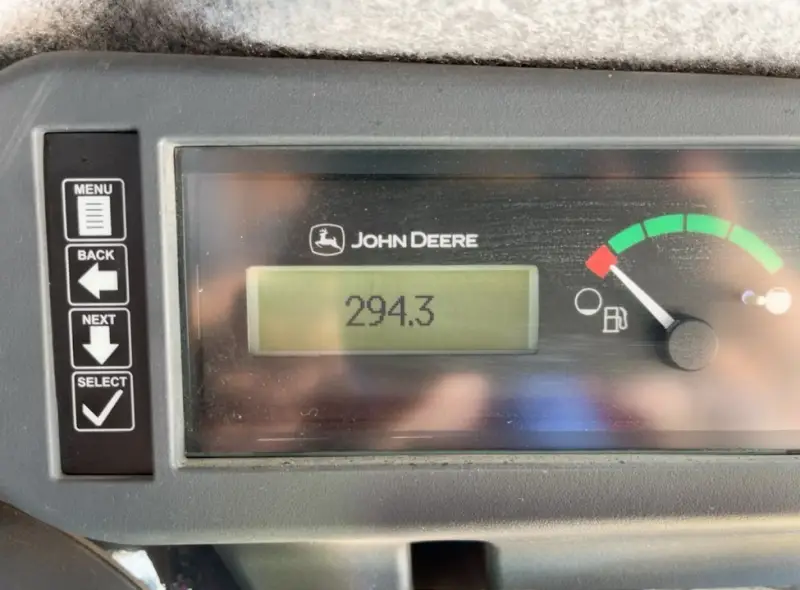 MENU
BACK
NEXT
SELECT
JOHN DEERE
294.3